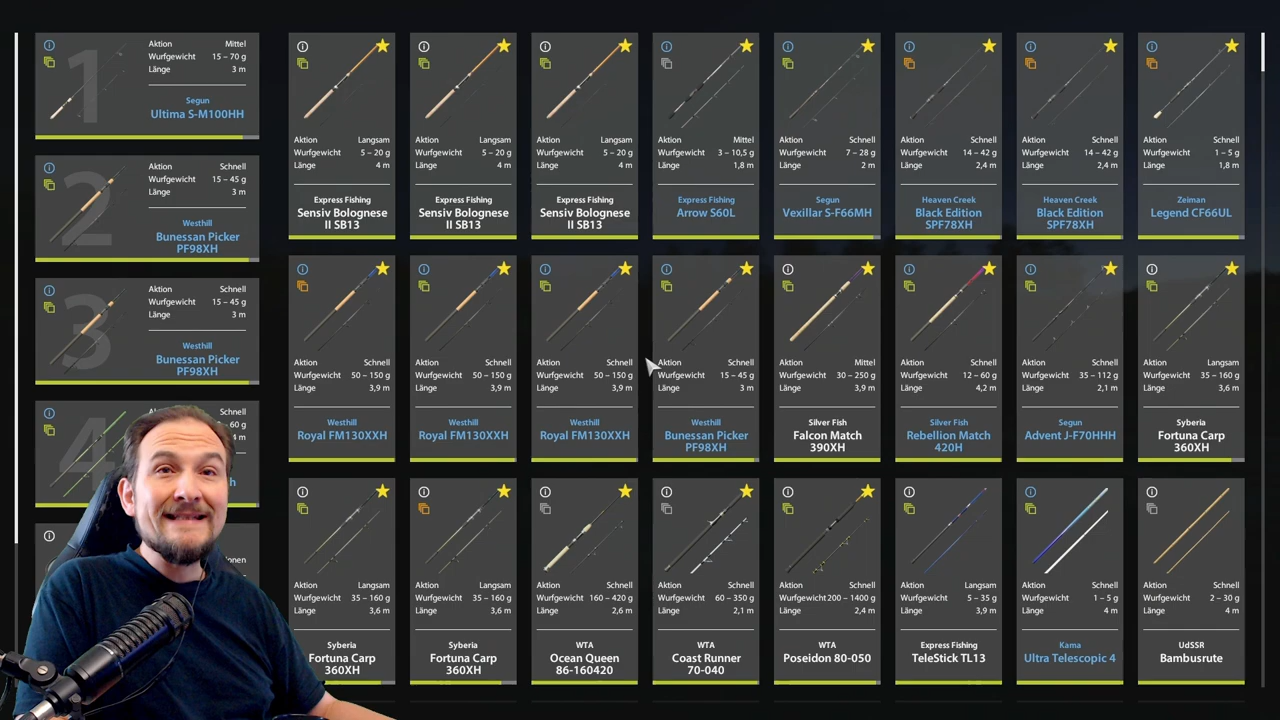 1
Aktion Mittel
Wurfgewicht 15 – 70 g
Länge 3 m
Segun
Ultima S-M100HH
2
Aktion Schnell
Wurfgewicht 15 – 45 g
Länge 3 m
Westhill
Bunessan Picker
PF98XH
3
Aktion Schnell
Wurfgewicht 15 – 45 g
Länge 3 m
Westhill
Bunessan Picker
PF98XH
4
Schnell
60 g
4 m
h
onen
Aktion Langsam
Wurfgewicht 5 – 20 g
Länge 4 m
Express Fishing
Sensiv Bolognese
II SB13
Aktion Langsam
Wurfgewicht 5 – 20 g
Länge 4 m
Express Fishing
Sensiv Bolognese
II SB13
Aktion Langsam
Wurfgewicht 5 – 20 g
Länge 4 m
Express Fishing
Sensiv Bolognese
II SB13
Aktion Mittel
Wurfgewicht 3 – 10,5 g
Länge 1,8 m
Express Fishing
Arrow S60L
Aktion Schnell
Wurfgewicht 7 – 28 g
Länge 2 m
Segun
Vexillar S-F66MH
Aktion Schnell
Wurfgewicht 14 – 42 g
Länge 2,4 m
Heaven Creek
Black Edition
SPF78XH
Aktion Schnell
Wurfgewicht 14 – 42 g
Länge 2,4 m
Heaven Creek
Black Edition
SPF78XH
Aktion Schnell
Wurfgewicht 1 – 5 g
Länge 1,8 m
Zeiman
Legend CF66UL
Aktion Schnell
Wurfgewicht 50 – 150 g
Länge 3,9 m
Westhill
Royal FM130XXH
Aktion Schnell
Wurfgewicht 50 – 150 g
Länge 3,9 m
Westhill
Royal FM130XXH
Aktion Schnell
Wurfgewicht 50 – 150 g
Länge 3,9 m
Westhill
Royal FM130XXH
Aktion Schnell
Wurfgewicht 15 – 45 g
Länge 3 m
Westhill
Bunessan Picker
PF98XH
Aktion Mittel
Wurfgewicht 30 – 250 g
Länge 3,9 m
Silver Fish
Falcon Match
390XH
Aktion Schnell
Wurfgewicht 12 – 60 g
Länge 4,2 m
Silver Fish
Rebellion Match
420H
Aktion Schnell
Wurfgewicht 35 – 112 g
Länge 2,1 m
Segun
Advent J-F70HHH
Aktion Langsam
Wurfgewicht 35 – 160 g
Länge 3,6 m
Syberia
Fortuna Carp
360XH
Aktion Langsam
Wurfgewicht 35 – 160 g
Länge 3,6 m
Syberia
Fortuna Carp
360XH
Aktion Langsam
Wurfgewicht 35 – 160 g
Länge 3,6 m
Syberia
Fortuna Carp
360XH
Aktion Schnell
Wurfgewicht 160 – 420 g
Länge 2,6 m
WTA
Ocean Queen
86-160420
Aktion Schnell
Wurfgewicht 60 – 350 g
Länge 2,1 m
WTA
Coast Runner
70-040
Aktion Schnell
Wurfgewicht 200 – 1400 g
Länge 2,4 m
WTA
Poseidon 80-050
Aktion Langsam
Wurfgewicht 5 – 35 g
Länge 3,9 m
Express Fishing
TeleStick TL13
Aktion Schnell
Wurfgewicht 1 – 5 g
Länge 4 m
Kama
Ultra Telescopic 4
Aktion Schnell
Wurfgewicht 2 – 30 g
Länge 4 m
UdSSR
Bambusrute